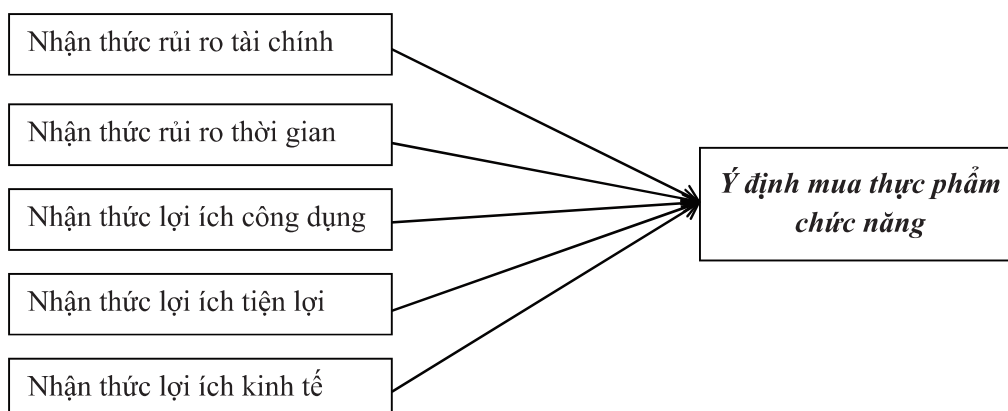 Nhận thức rủi ro tài chính
Nhận thức rủi ro thời gian
Nhận thức lợi ích công dụng
Nhận thức lợi ích tiện lợi
Nhận thức lợi ích kinh tế
Ý định mua thực phẩm
chức năng